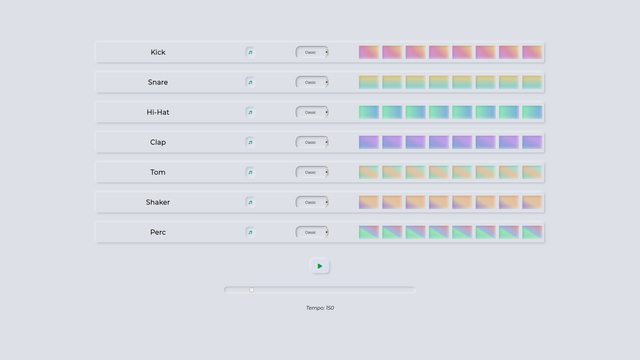 Kick Classic
Snare Classic
Hi-Hat Classic
Clap Classic
Tom Classic
Shaker Classic
Perc Classic
Tempo: 150